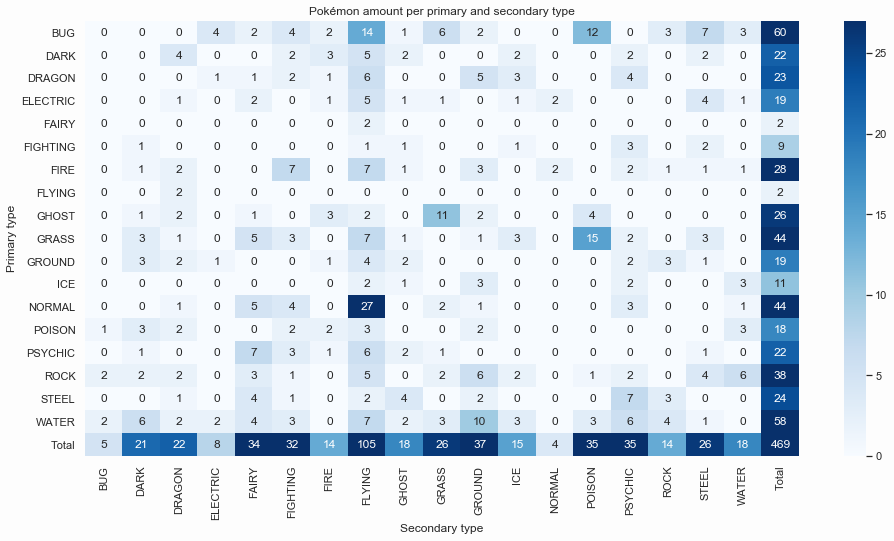 Pokémon amount per primary and secondary type
BUG 0 0 0 4 2 4 2 14 1 6 2 0 0 12 0 3 7 3 60
DARK 0 0 4 0 0 2 3 5 2 0 0 2 0 0 2 0 2 0 22
DRAGON 0 0 0 1 1 2 1 6 0 0 5 3 0 0 4 0 0 0 23
ELECTRIC 0 0 1 0 2 0 1 5 1 1 0 1 2 0 0 0 4 1 19
FAIRY 0 0 0 0 0 0 0 2 0 0 0 0 0 0 0 0 0 0 2
FIGHTING 0 1 0 0 0 0 0 1 1 0 0 1 0 0 3 0 2 0 9
FIRE 0 1 2 0 0 7 0 7 1 0 3 0 2 0 2 1 1 1 28
FLYING 0 0 2 0 0 0 0 0 0 0 0 0 0 0 0 0 0 0 2
GHOST 0 1 2 0 1 0 3 2 0 11 2 0 0 4 0 0 0 0 26
GRASS 0 3 1 0 5 3 0 7 1 0 1 3 0 15 2 0 3 0 44
GROUND 0 3 2 1 0 0 1 4 2 0 0 0 0 0 2 3 1 0 19
ICE 0 0 0 0 0 0 0 2 1 0 3 0 0 0 2 0 0 3 11
NORMAL 0 0 1 0 5 4 0 27 0 2 1 0 0 0 3 0 0 1 44
POISON 1 3 2 0 0 2 2 3 0 0 2 0 0 0 0 0 0 3 18
PSYCHIC 0 1 0 0 7 3 1 6 2 1 0 0 0 0 0 0 1 0 22
ROCK 2 2 2 0 3 1 0 5 0 2 6 2 0 1 2 0 4 6 38
STEEL 0 0 1 0 4 1 0 2 4 0 2 0 0 0 7 3 0 0 24
WATER 2 6 2 2 4 3 0 7 2 3 10 3 0 3 6 4 1 0 58
Total 5 21 22 8 34 32 14 105 18 26 37 15 4 35 35 14 26 18 469
BUG DARK DRAGON ELECTRIC FAIRY FIGHTING FIRE FLYING GHOST GRASS GROUND ICE NORMAL POISON PSYCHIC ROCK STEEL WATER Total
Secondary type
Primary type
25
20
15
10
5
0